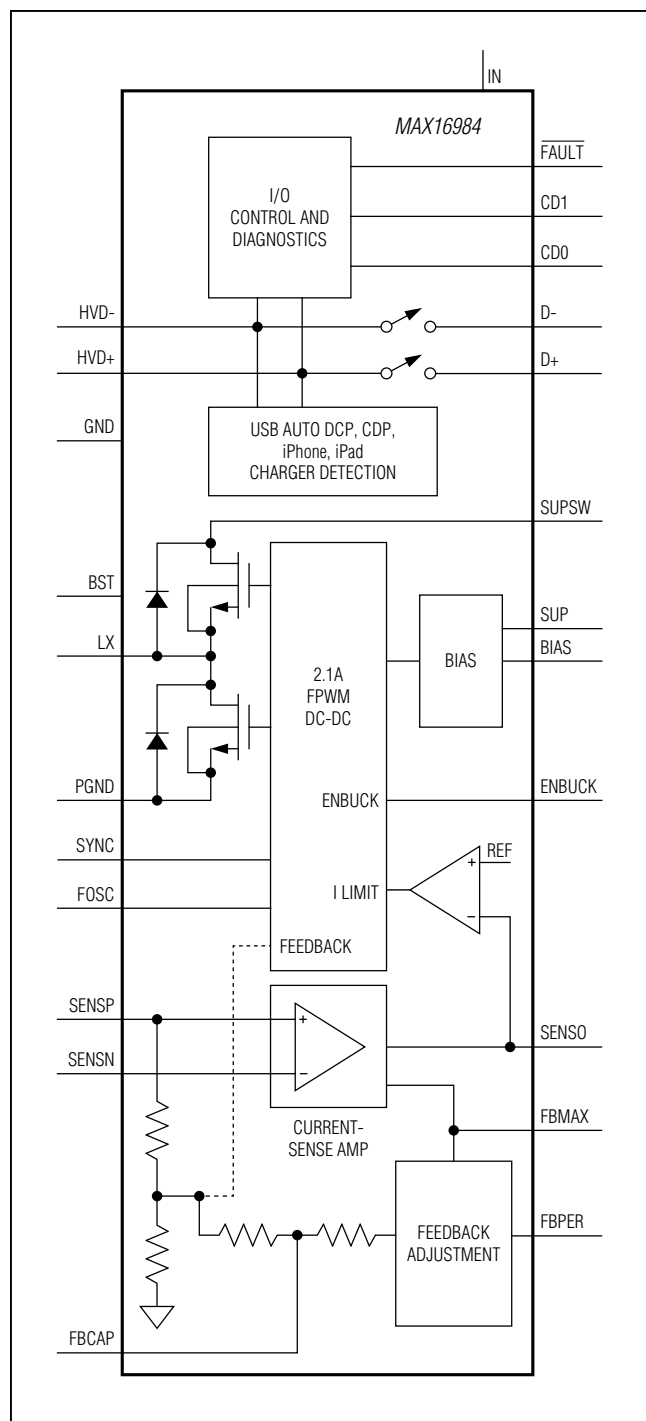 IN
MAX16984
FAULT
I/O
CONTROL AND
DIAGNOSTICS
CD1
CD0
HVD-
D-
HVD+
D+
GND
USB AUTO DCP, CDP,
iPhone, iPad
CHARGER DETECTION
SUPSW
BST
SUP
LX
BIAS
BIAS
2.1A
FPWM
DC-DC
PGND
ENBUCK
ENBUCK
SYNC
REF
+
FOSC
I LIMIT
−
FEEDBACK
SENSP
+
SENSN
−
SENSO
CURRENT-
SENSE AMP
FBMAX
FEEDBACK
ADJUSTMENT
FBPER
FBCAP